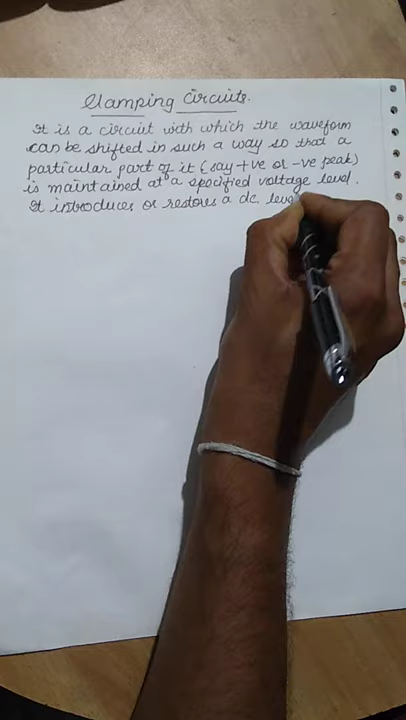 Clamping Circuits.
It is a circuit with which the waveform
can be shifted in such a way so that a
particular part of it (say +ve or -ve peak)
is maintained at a specified voltage level.
It introduces or restores a dc leve